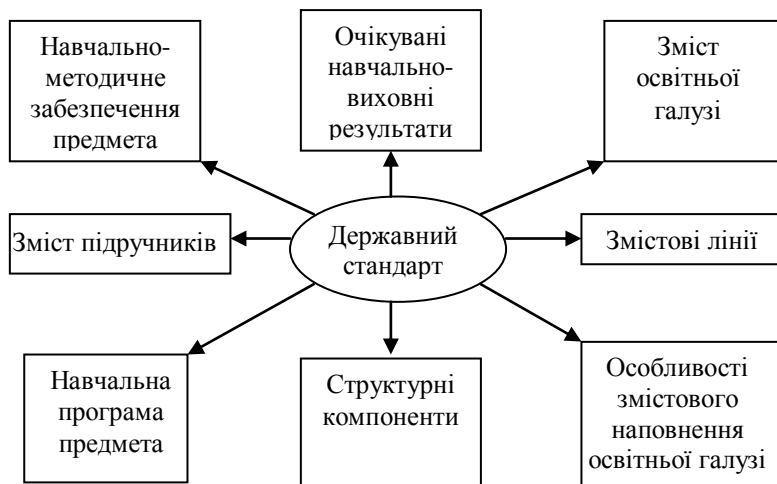 Навчально-
методичне
забезпечення
предмета
Очікувані
навчально-
виховні
результати
Зміст
освітньої
галузі
Зміст підручників
Державний
стандарт
Змістові лінії
Навчальна
програма
предмета
Структурні
компоненти
Особливості
змістового
наповнення
освітньої галузі